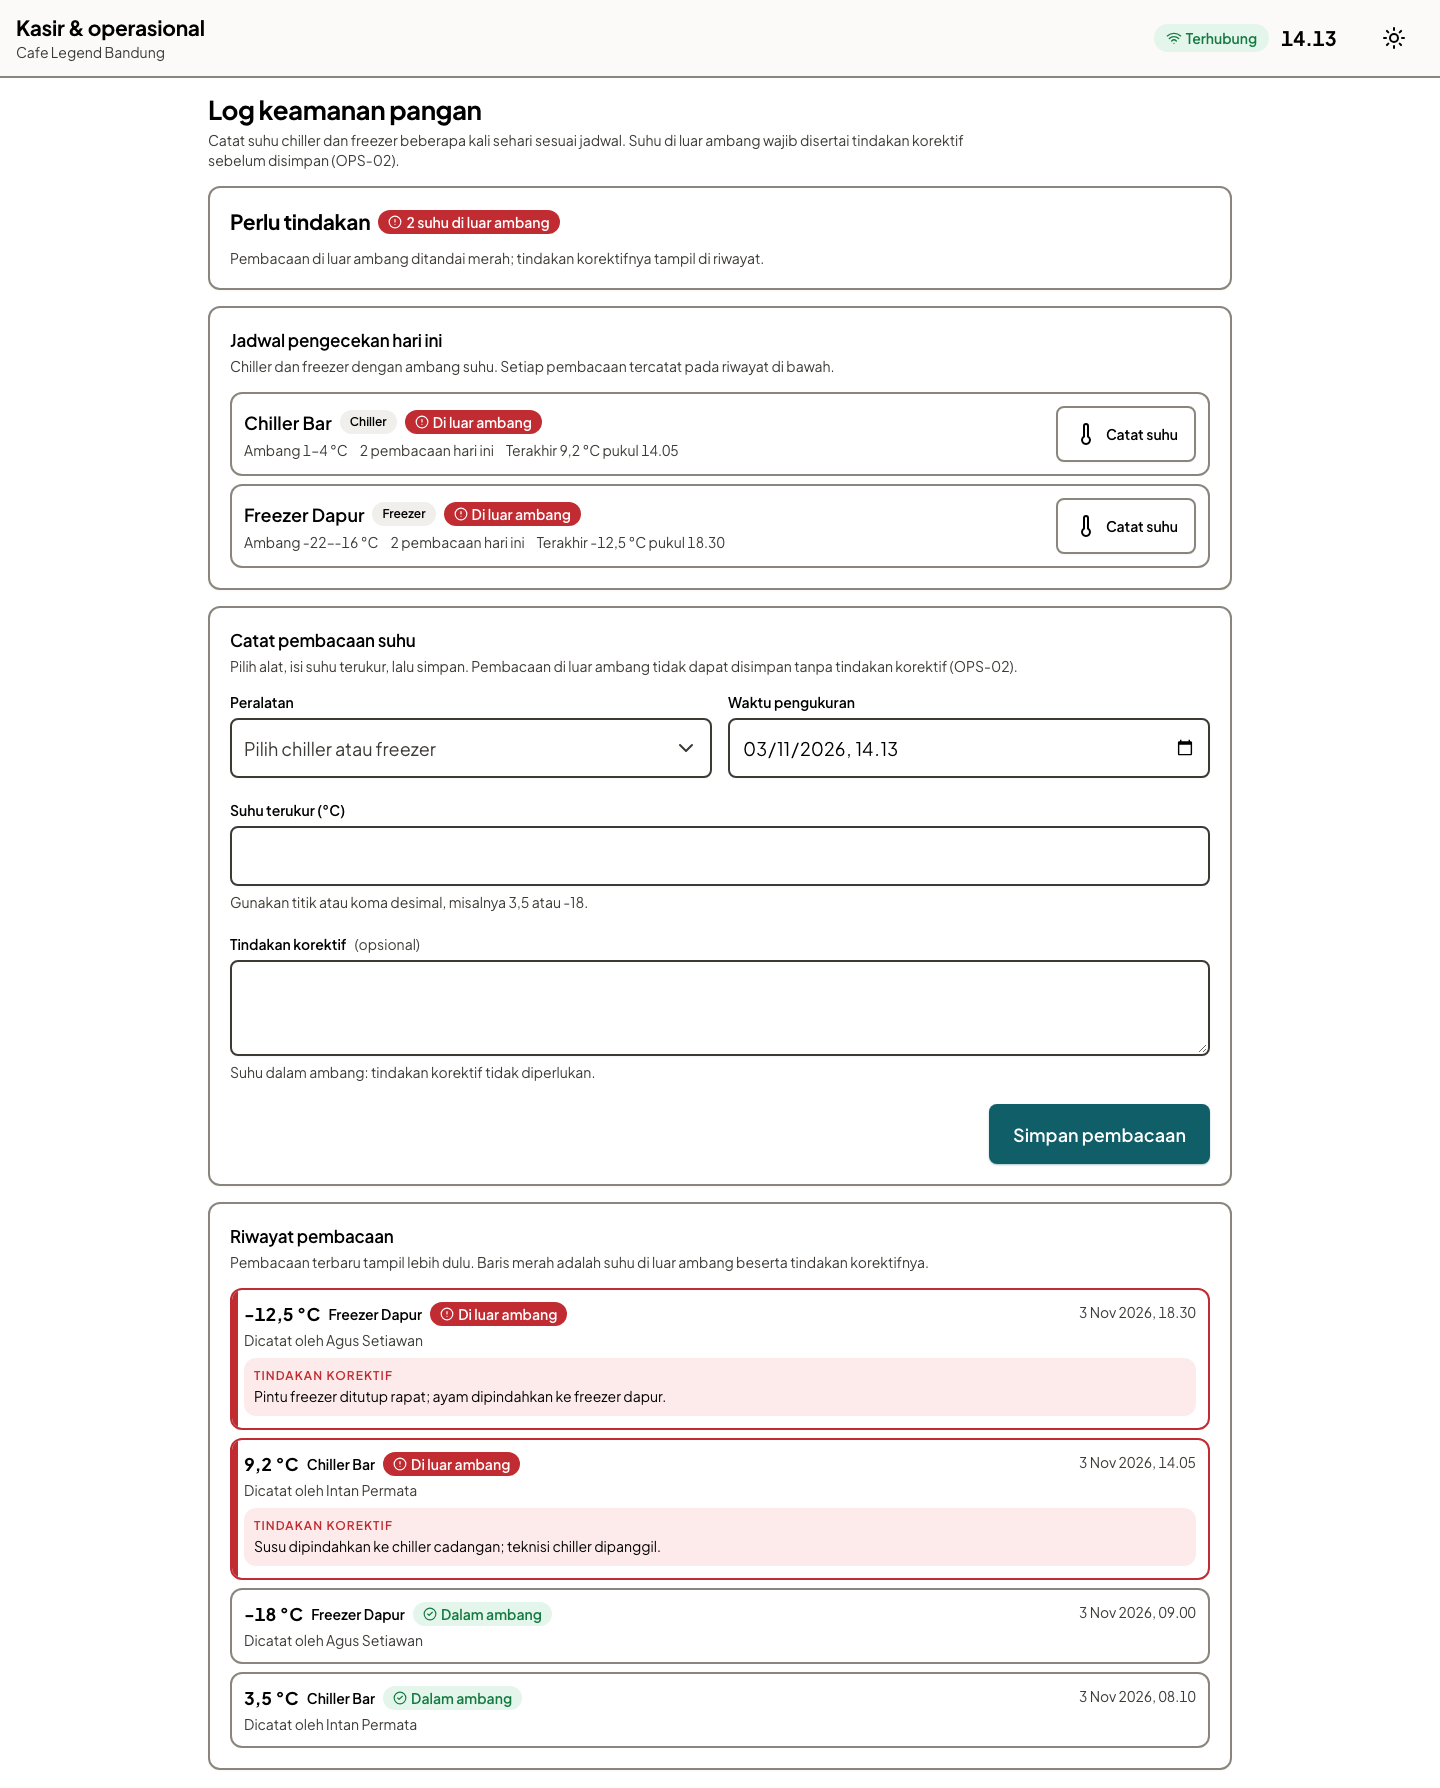 Kasir & operasional
Cafe Legend Bandung
Terhubung
14.13
Log keamanan pangan
Catat suhu chiller dan freezer beberapa kali sehari sesuai jadwal. Suhu di luar ambang wajib disertai tindakan korektif
sebelum disimpan (OPS-02).
Perlu tindakan
2 suhu di luar ambang
Pembacaan di luar ambang ditandai merah; tindakan korektifnya tampil di riwayat.
Jadwal pengecekan hari ini
Chiller dan freezer dengan ambang suhu. Setiap pembacaan tercatat pada riwayat di bawah.
Chiller Bar Chiller Di luar ambang
Ambang 1–4 °C 2 pembacaan hari ini Terakhir 9,2 °C pukul 14.05
Catat suhu
Freezer Dapur Freezer Di luar ambang
Ambang -22–-16 °C 2 pembacaan hari ini Terakhir -12,5 °C pukul 18.30
Catat suhu
Catat pembacaan suhu
Pilih alat, isi suhu terukur, lalu simpan. Pembacaan di luar ambang tidak dapat disimpan tanpa tindakan korektif (OPS-02).
Peralatan
Pilih chiller atau freezer
Waktu pengukuran
03/11/2026, 14.13
Suhu terukur (°C)
Gunakan titik atau koma desimal, misalnya 3,5 atau -18.
Tindakan korektif (opsional)
Suhu dalam ambang: tindakan korektif tidak diperlukan.
Simpan pembacaan
Riwayat pembacaan
Pembacaan terbaru tampil lebih dulu. Baris merah adalah suhu di luar ambang beserta tindakan korektifnya.
-12,5 °C Freezer Dapur Di luar ambang 3 Nov 2026, 18.30
Dicatat oleh Agus Setiawan
TINDAKAN KOREKTIF
Pintu freezer ditutup rapat; ayam dipindahkan ke freezer dapur.
9,2 °C Chiller Bar Di luar ambang 3 Nov 2026, 14.05
Dicatat oleh Intan Permata
TINDAKAN KOREKTIF
Susu dipindahkan ke chiller cadangan; teknisi chiller dipanggil.
-18 °C Freezer Dapur Dalam ambang 3 Nov 2026, 09.00
Dicatat oleh Agus Setiawan
3,5 °C Chiller Bar Dalam ambang 3 Nov 2026, 08.10
Dicatat oleh Intan Permata